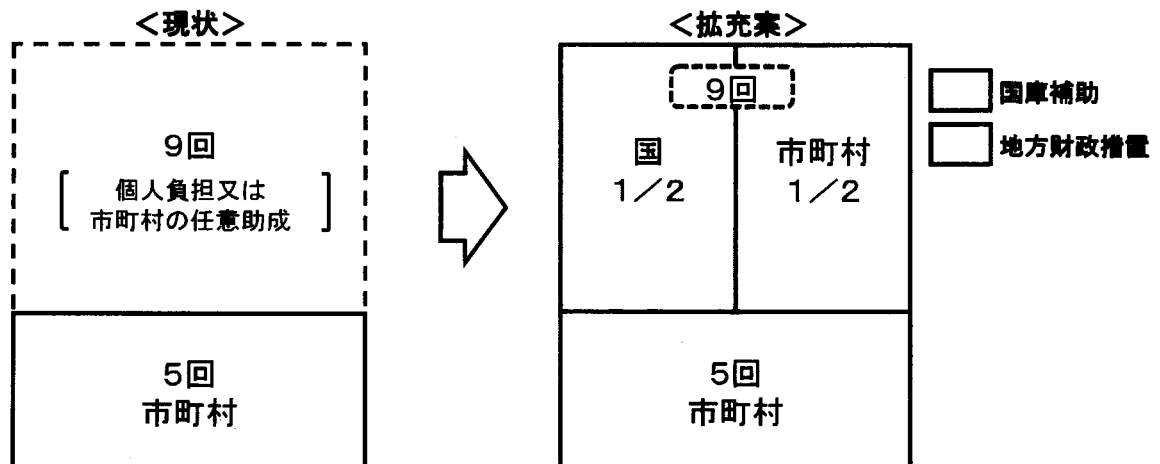 ＜現状＞
9回
個人負担又は
市町村の任意助成
5回
市町村
＜拡充案＞
9回
国
1／2
市町村
1／2
5回
市町村
国庫補助
地方財政措置